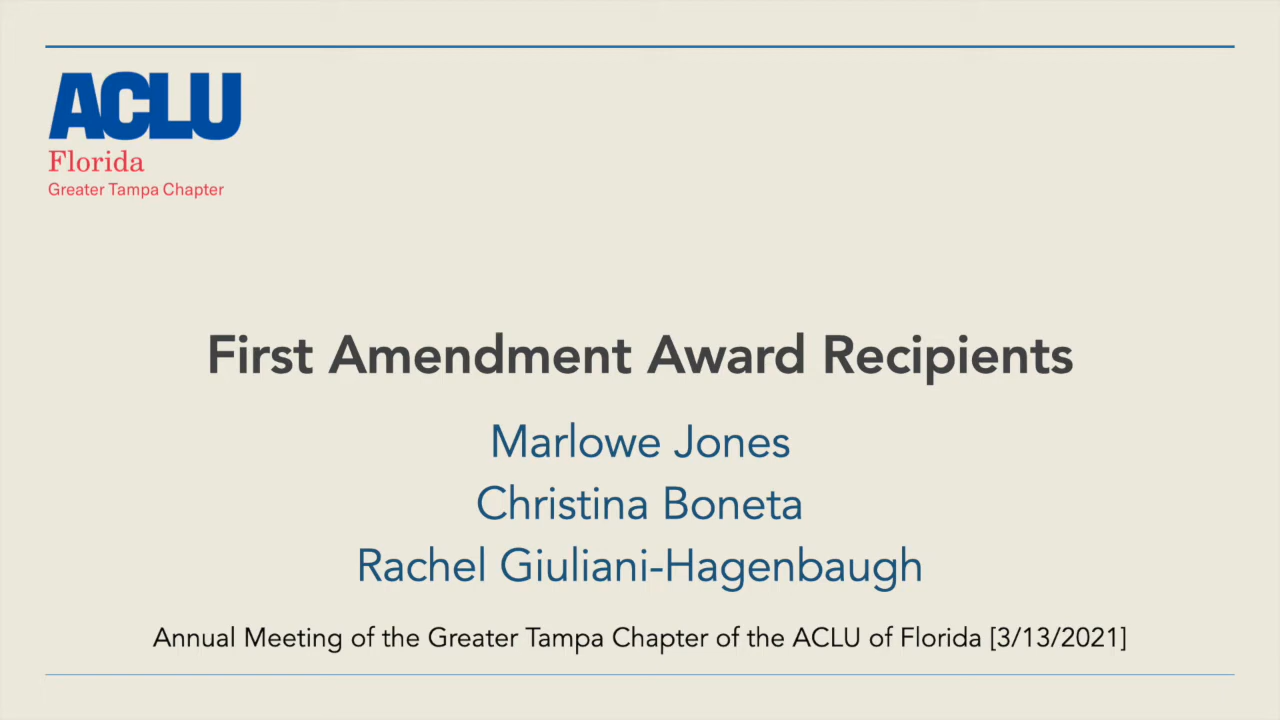 ACLU
Florida
Greater Tampa Chapter
First Amendment Award Recipients
Marlowe Jones
Christina Boneta
Rachel Giuliani-Hagenbaugh
Annual Meeting of the Greater Tampa Chapter of the ACLU of Florida [3/13/2021]